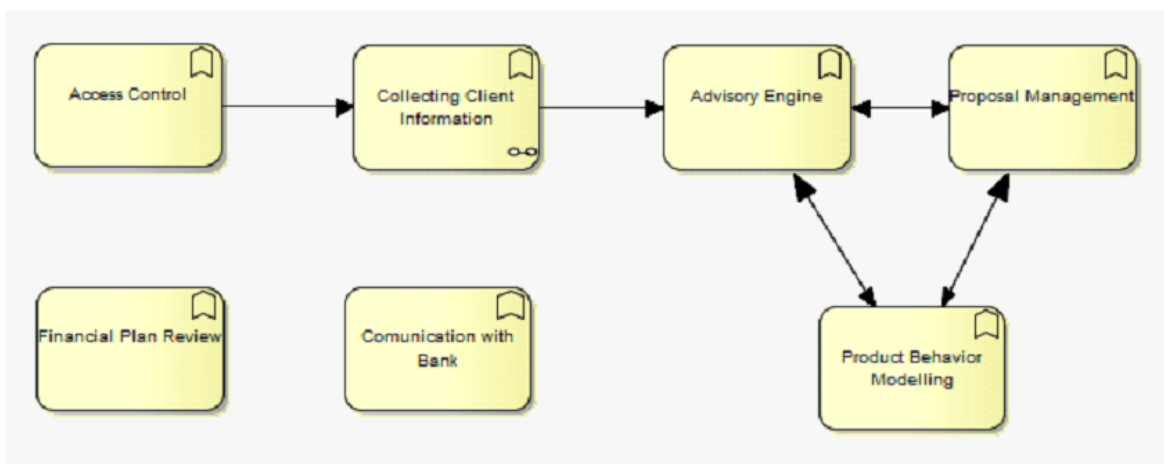 Access Control
Collecting Client
Information
Advisory Engine
Proposal Management
Financial Plan Review
Comunication with
Bank
Product Behavior
Modelling